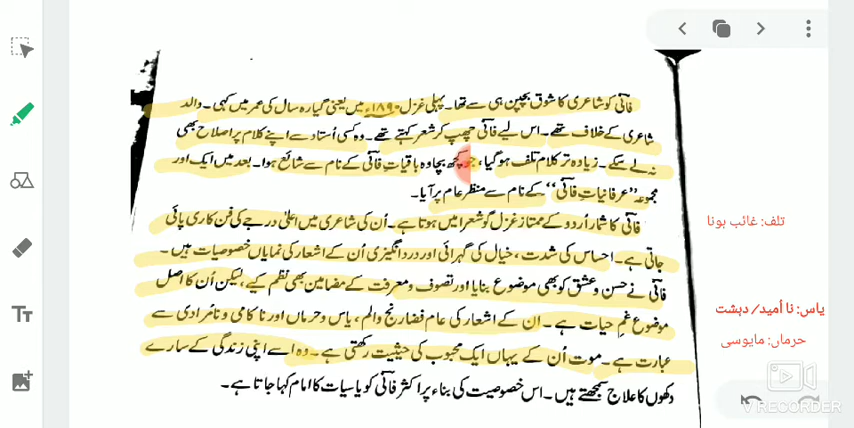 فانی کو شاعری کا شوق بچپن ہی سے تھا۔ پہلی غزل ۱۸۹۰ء میں یعنی گیارہ سال کی عمر میں کہی۔ والد
شاعری کے خلاف تھے۔ اس لیے فانی چھپ کر شعر کہتے تھے۔ وہ کسی اُستاد سے اپنے کلام پر اصلاح بھی
نہ لے سکے۔ زیادہ تر کلام تلف ہو گیا، جو کچھ بچا وہ باقیاتِ فانی کے نام سے شائع ہوا۔ بعد میں ایک اور
مجموعہ "عرفانیاتِ فانی" کے نام سے منظرِ عام پر آیا۔
فانی کا شمار اُردو کے ممتاز غزل گو شعرا میں ہوتا ہے۔ اُن کی شاعری میں اعلیٰ درجے کی فن کاری پائی
جاتی ہے۔ احساس کی شدت، خیال کی گہرائی اور درد انگیزی اُن کے اشعار کی نمایاں خصوصیات ہیں۔
فانی نے حسن و عشق کو بھی موضوع بنایا اور تصوف و معرفت کے مضامین بھی نظم کیے، لیکن اُن کا اصل
موضوع غمِ حیات ہے۔ ان کے اشعار کی عام فضا رنج و الم، یاس و حرماں اور ناکامی و نامُرادی سے
عبارت ہے۔ موت اُن کے یہاں ایک محبوب کی حیثیت رکھتی ہے۔ وہ اسے اپنی زندگی کے سارے
دکھوں کا علاج سمجھتے ہیں۔ اس خصوصیت کی بناء پر اکثر فانی کو یاسیات کا امام کہا جاتا ہے۔
تلف: غائب ہونا
یاس: نا اُمید/ دہشت
حرماں: مایوسی
Tт
V RECORDER